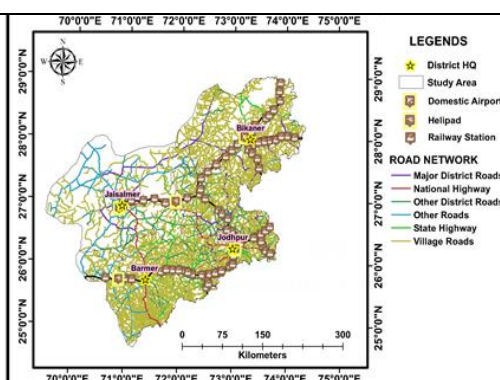 70°0'0"E 71°0'0"E 72°0'0"E 73°0'0"E 74°0'0"E 75°0'0"E
N
W E
S
29°0'0"N
28°0'0"N
27°0'0"N
26°0'0"N
25°0'0"N
Bikaner
Jaisalmer
Jodhpur
Barmer
0 75 150 300
Kilometers
29°0'0"N
28°0'0"N
27°0'0"N
26°0'0"N
25°0'0"N
70°0'0"E 71°0'0"E 72°0'0"E 73°0'0"E 74°0'0"E 75°0'0"E
LEGENDS
District HQ
Study Area
Domestic Airport
Helipad
Railway Station
ROAD NETWORK
Major District Roads
National Highway
Other District Roads
Other Roads
State Highway
Village Roads